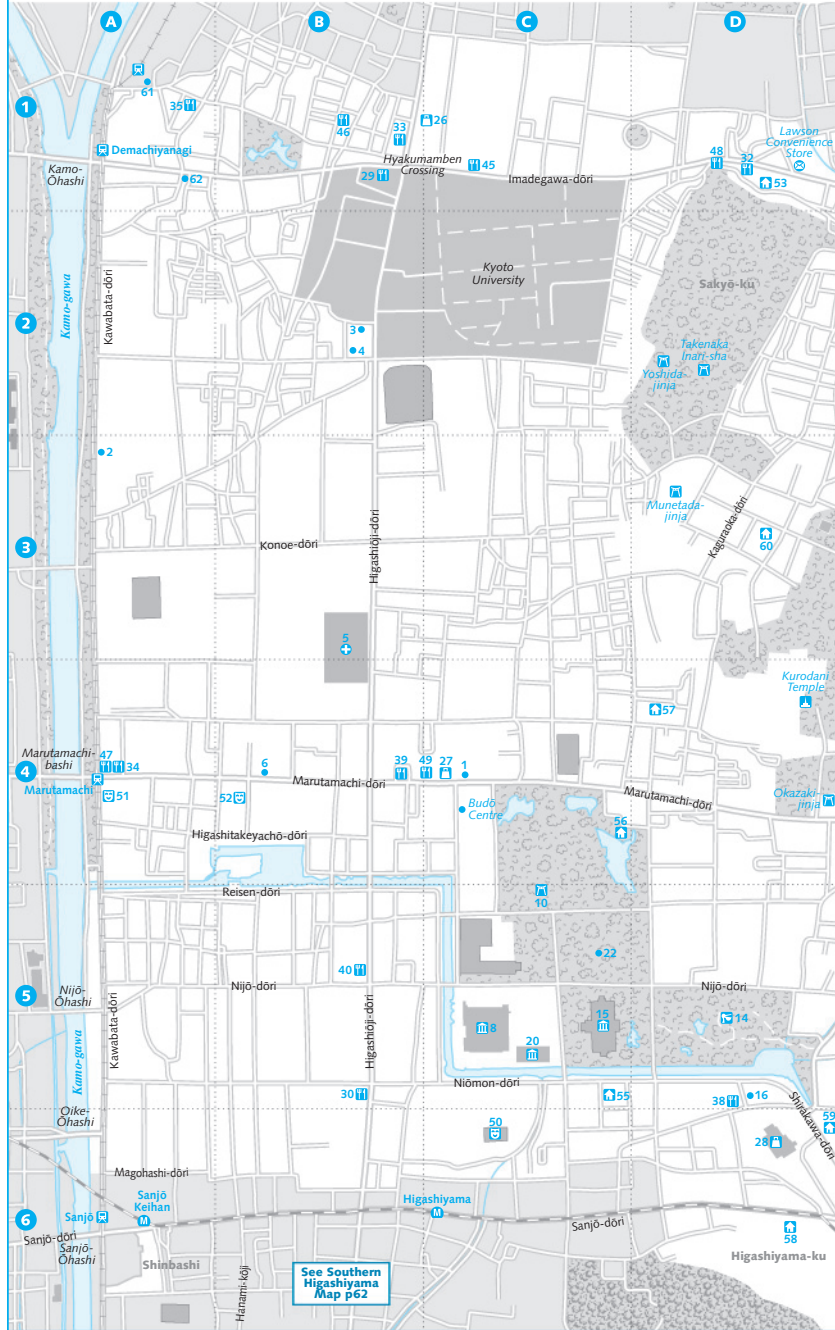 A
B
C
D
1
61
35
46
33
26
Lawson
Convenience
Store
Demachiyanagi
Hyakumamben
Crossing
45
48
32
Kamo-
Ōhashi
62
29
Imadegawa-dōri
53
Kyoto
University
Sakyō-ku
Kamo-gawa
Kawabata-dōri
2
3
4
Takenaka
Inari-sha
Yoshida-
jinja
2
Munetada-
jinja
Kaguraoka-dōri
3
Konoe-dōri
Higashiōji-dōri
60
5
Kurodani
Temple
57
Marutamachi-
bashi
4
47
34
6
39
49
27
1
Marutamachi
Marutamachi-dōri
Marutamachi-dōri
51
52
Budō
Centre
Okazaki-
jinja
Higashitakeyachō-dōri
56
Reisen-dōri
10
22
40
5
Nijō-
Ōhashi
Nijō-dōri
Nijō-dōri
Kawabata-dōri
Higashiōji-dōri
8
15
14
20
Kamo-gawa
Niōmon-dōri
30
55
38
16
Oike-
Ōhashi
50
Shirakawa-dōri
59
28
Magohashi-dōri
Sanjō
Keihan
Higashiyama
6
Sanjō
M
M
Sanjō-dōri
Sanjō-dōri
58
Sanjō-
Ōhashi
Shinbashi
Hanami-kōji
See Southern
Higashiyama
Map p62
Higashiyama-ku